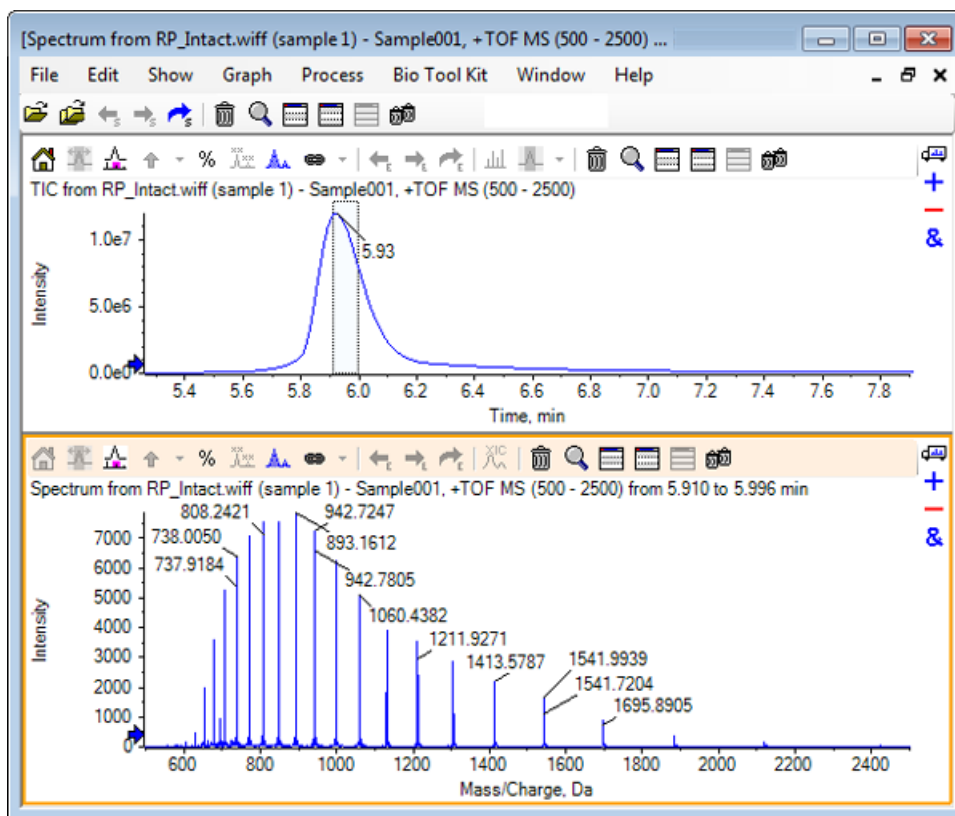 [Spectrum from RP_Intact.wiff (sample 1) - Sample001, +TOF MS (500 - 2500) ...
File Edit Show Graph Process Bio Tool Kit Window Help
TIC from RP_Intact.wiff (sample 1) - Sample001, +TOF MS (500 - 2500)
1.0e7
5.93
5.0e6
0.0e0
Intensity
5.4 5.6 5.8 6.0 6.2 6.4 6.6 6.8 7.0 7.2 7.4 7.6 7.8
Time, min
XIC
Spectrum from RP_Intact.wiff (sample 1) - Sample001, +TOF MS (500 - 2500) from 5.910 to 5.996 min
808.2421 942.7247
7000
738.0050 893.1612
6000
737.9184 942.7805
5000
1060.4382
4000
1211.9271
3000
1413.5787 1541.9939
2000
1541.7204
1000
1695.8905
0
Intensity
600 800 1000 1200 1400 1600 1800 2000 2200 2400
Mass/Charge, Da